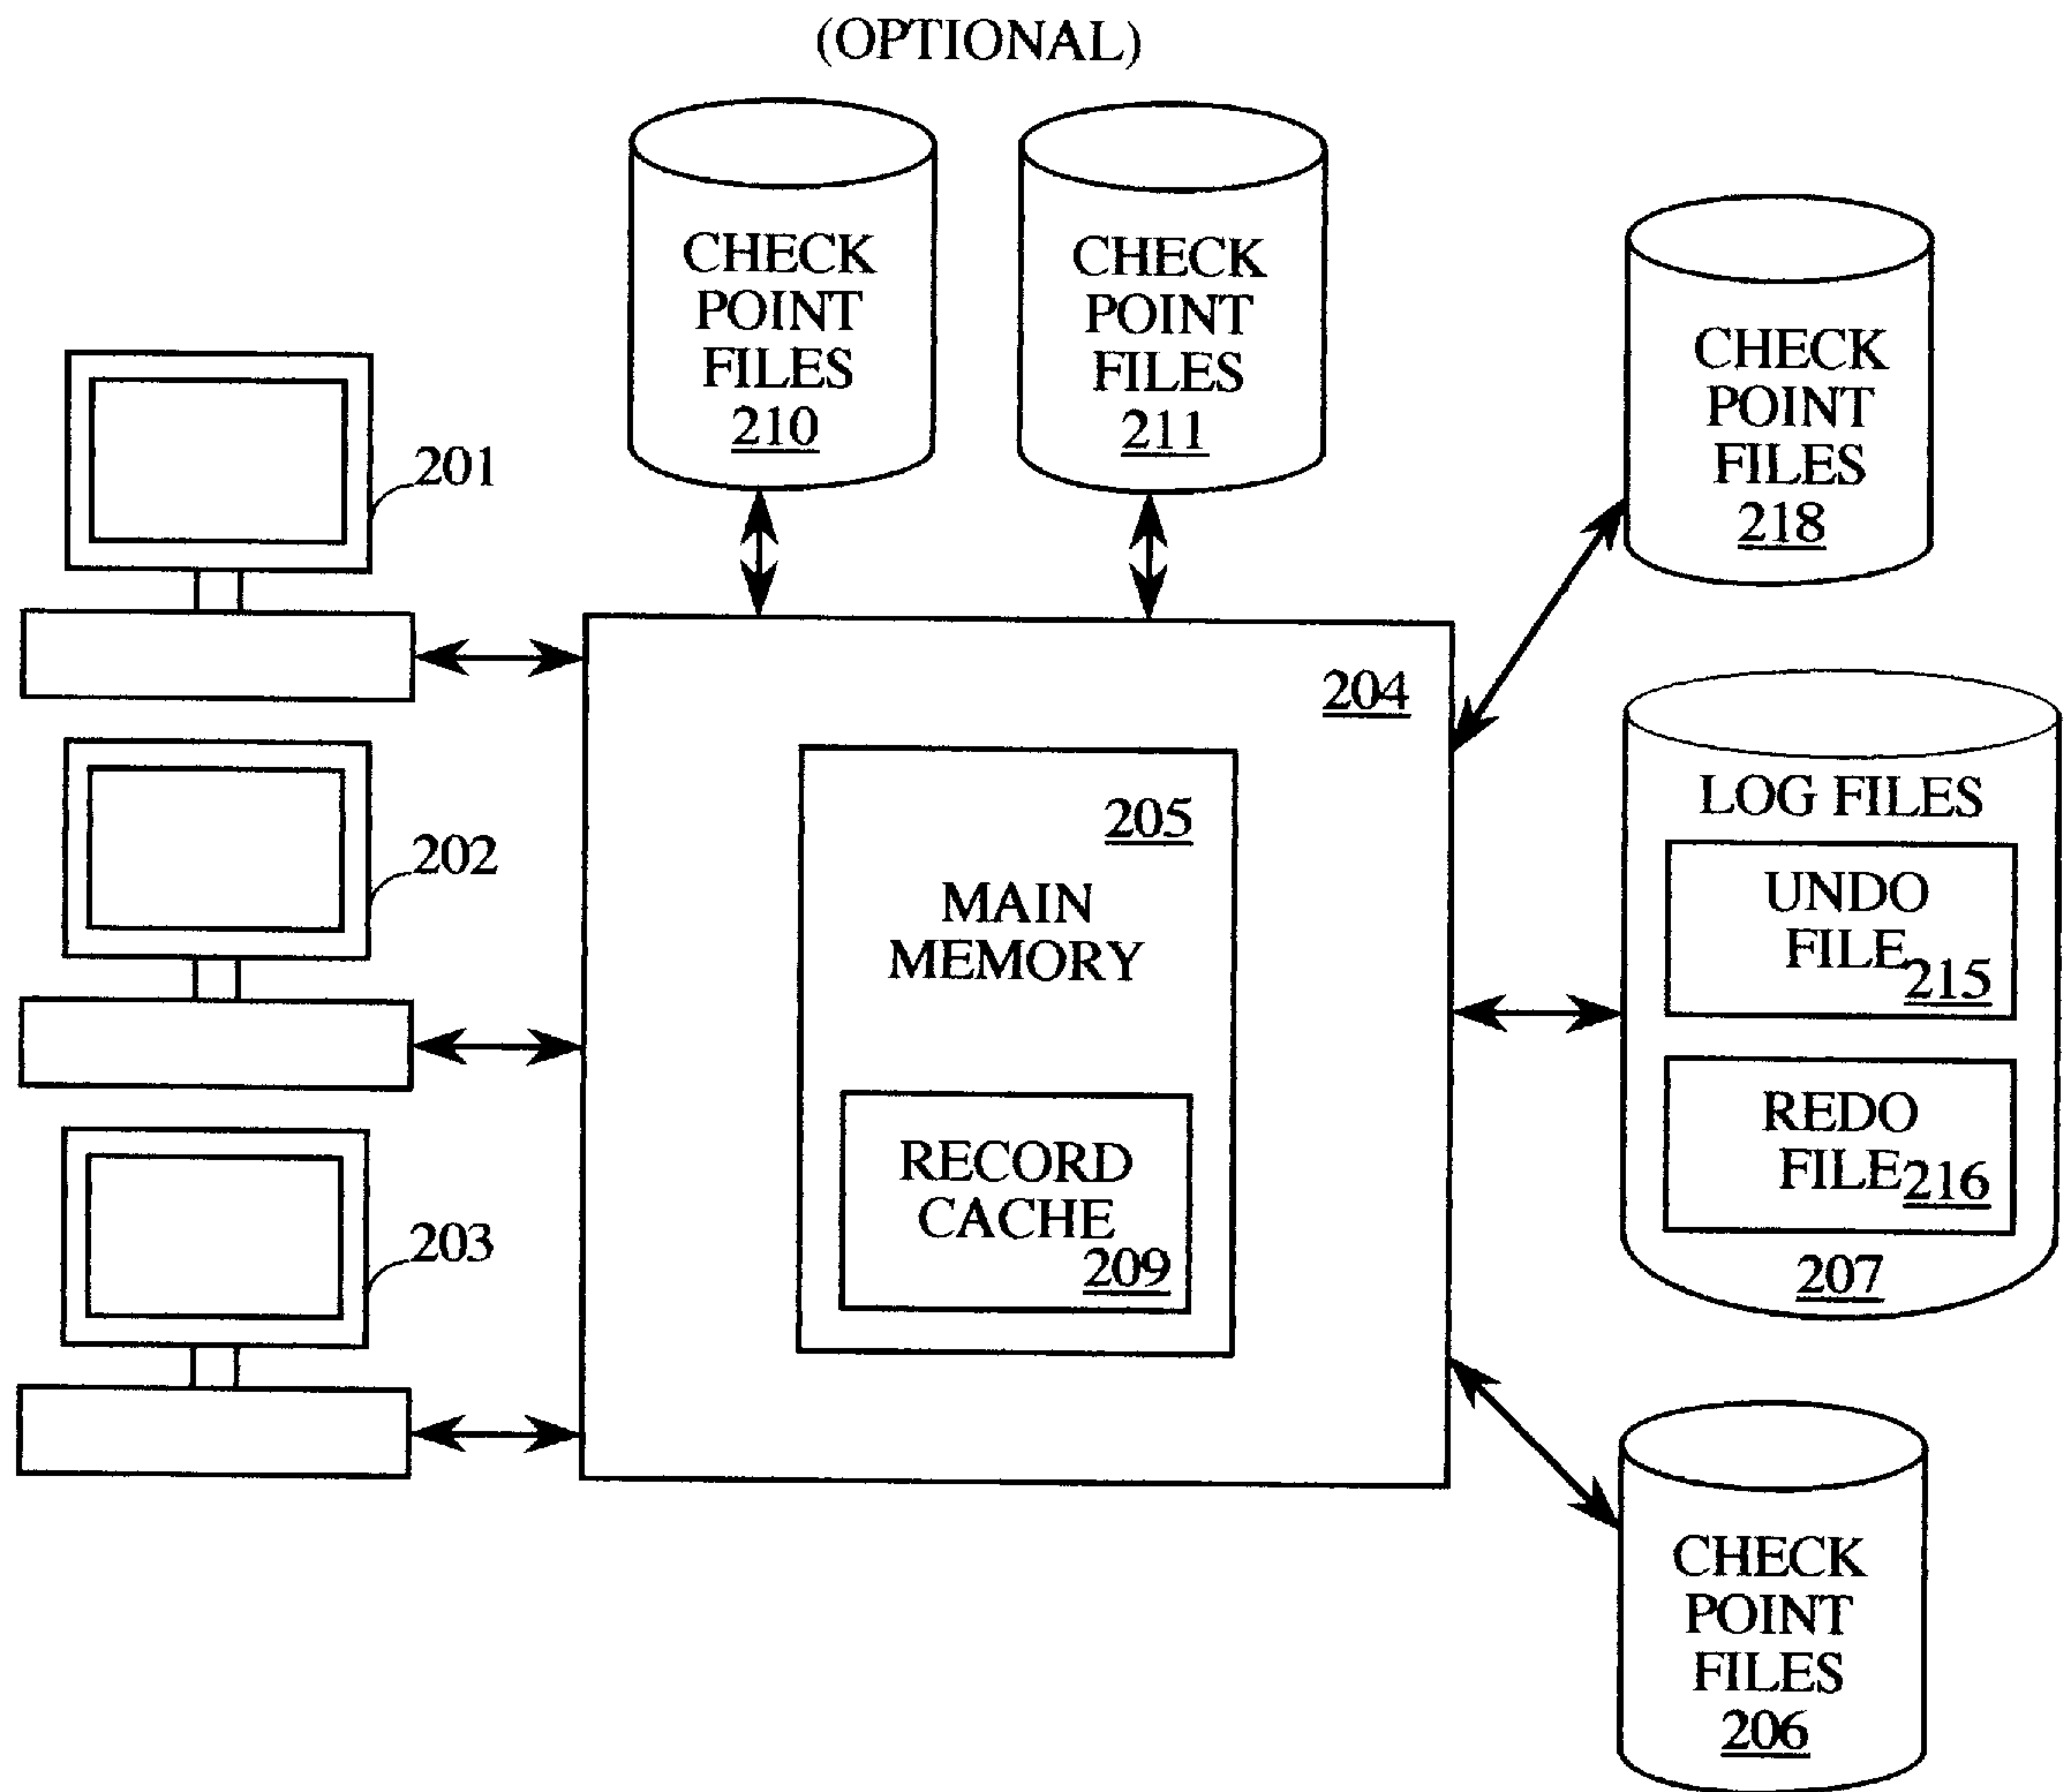 (OPTIONAL)
CHECK
POINT
FILES
210
CHECK
POINT
FILES
211
CHECK
POINT
FILES
218
201
202
203
204
205
MAIN
MEMORY
RECORD
CACHE
209
LOG FILES
UNDO
FILE
215
REDO
FILE
216
207
CHECK
POINT
FILES
206